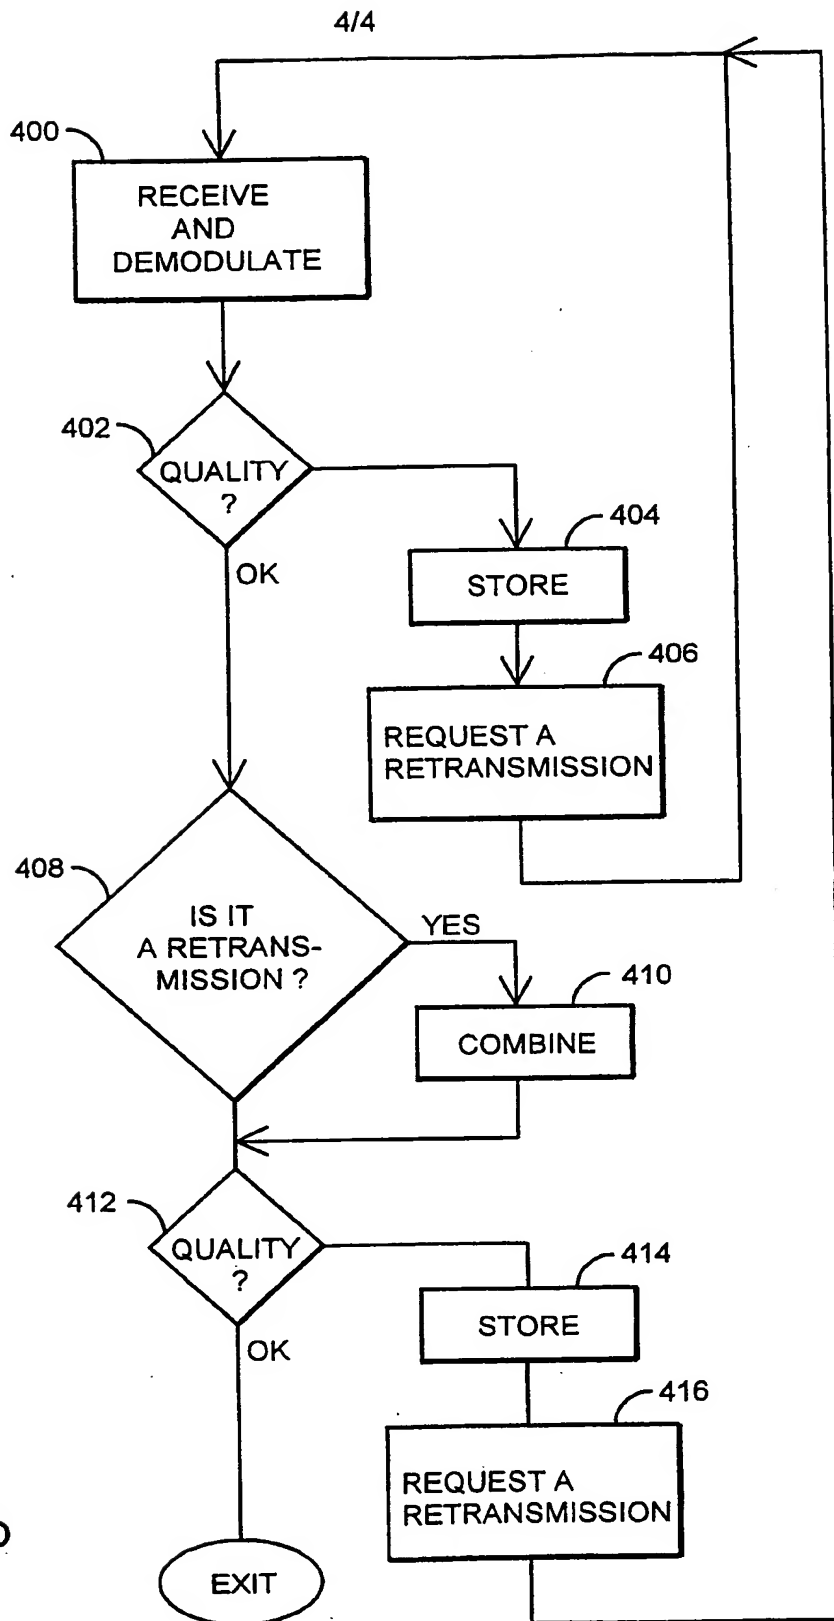 4/4
400
RECEIVE
AND
DEMODULATE
402
QUALITY
?
OK
404
STORE
406
REQUEST A
RETRANSMISSION
408
IS IT
A RETRANS-
MISSION ?
YES
410
COMBINE
412
QUALITY
?
OK
414
STORE
416
REQUEST A
RETRANSMISSION
EXIT